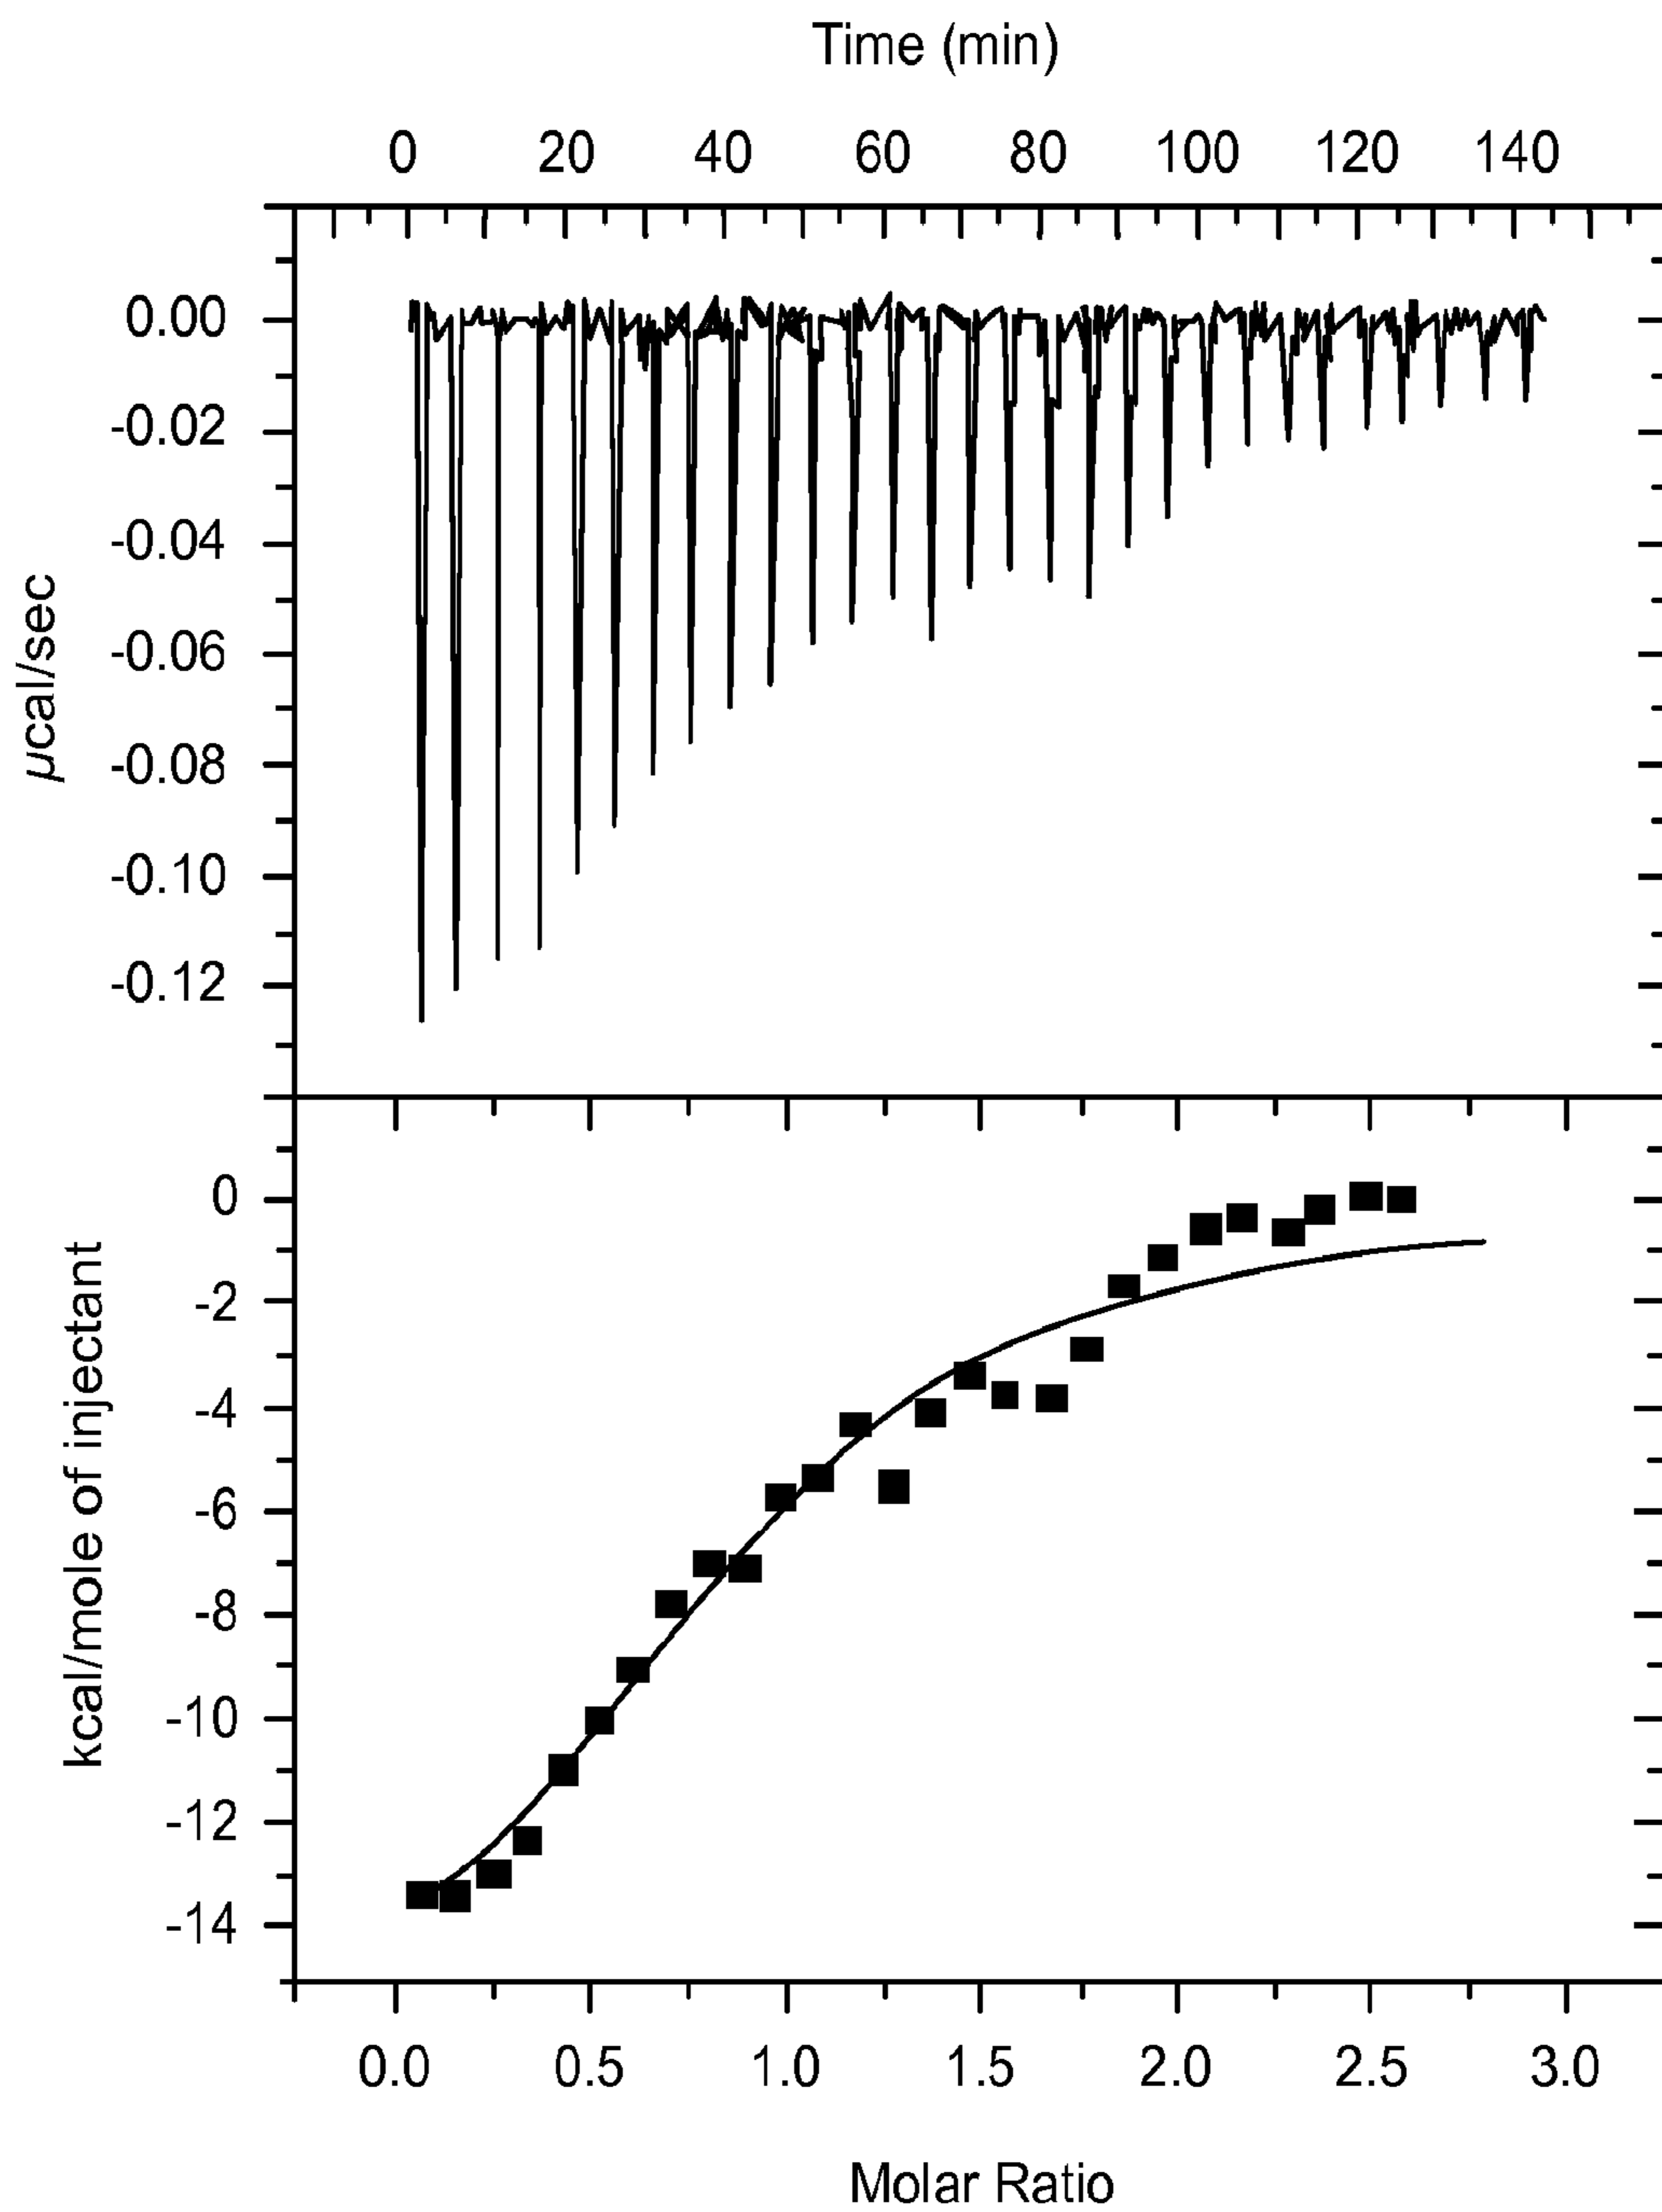 Time (min)
0 20 40 60 80 100 120 140
0.00
-0.02
-0.04
-0.06
-0.08
-0.10
-0.12
µcal/sec
0
-2
-4
-6
-8
-10
-12
-14
kcal/mole of injectant
0.0 0.5 1.0 1.5 2.0 2.5 3.0
Molar Ratio